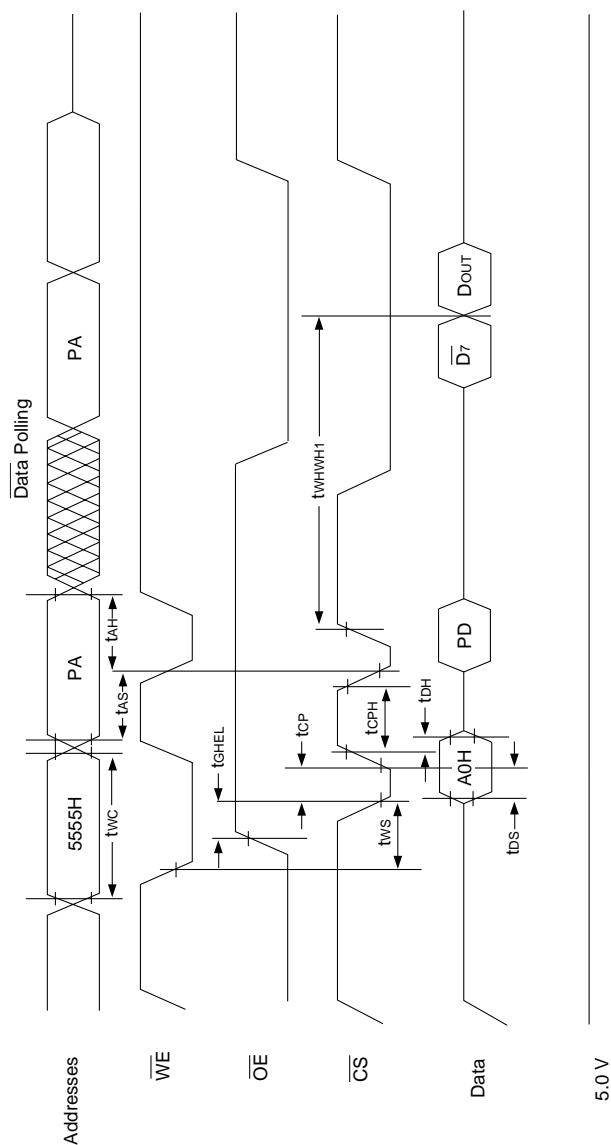 Data Polling
Addresses
5555H
PA
PA
tWC
tAS
tAH
WE
tGHEL
OE
tCP
tWHWH1
CS
tWS
tCPH
tDH
Data
A0H
PD
D7
DOUT
tDS
5.0 V